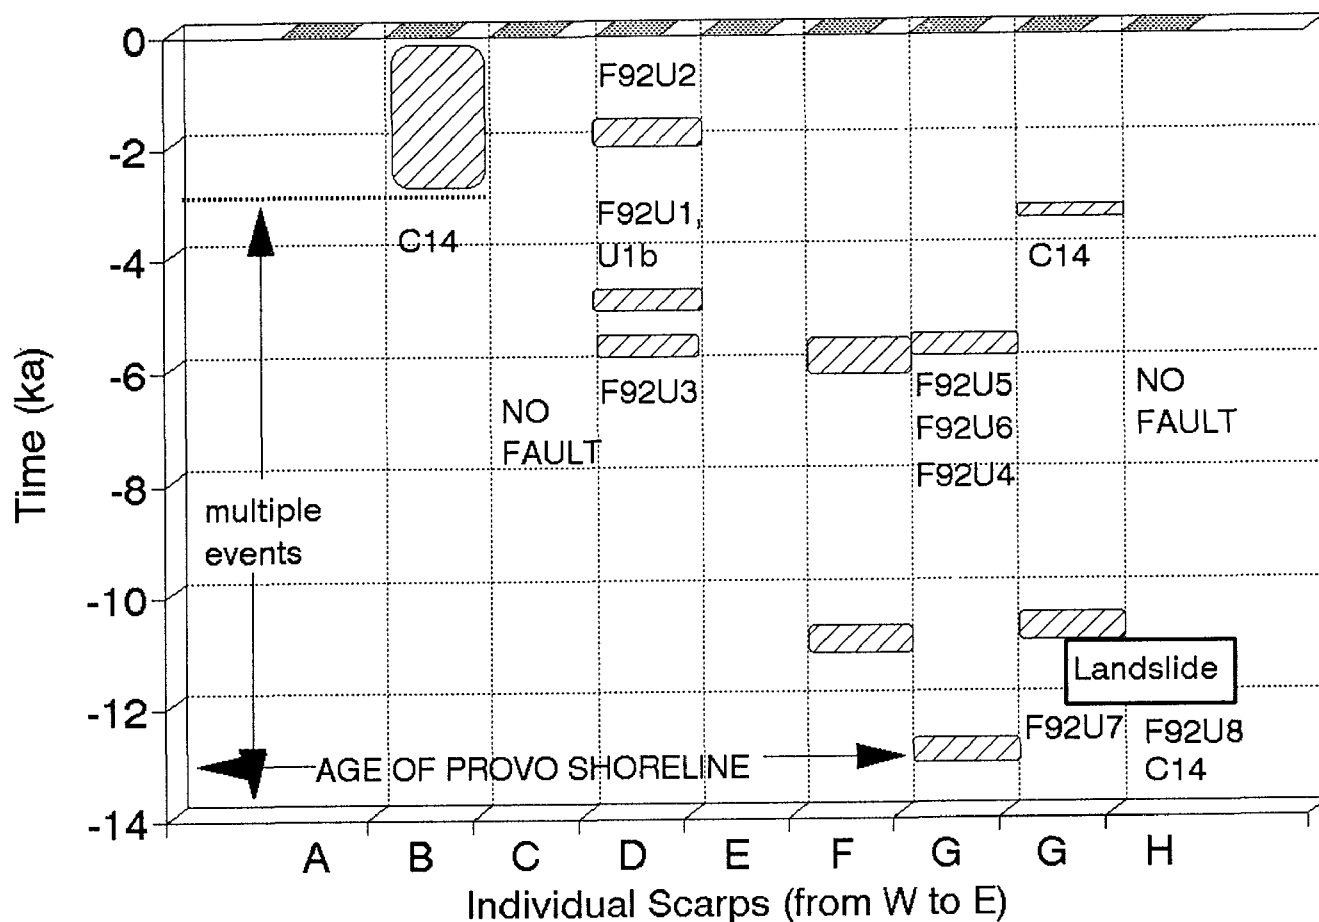 0
-2
-4
-6
-8
-10
-12
-14
Time (ka)
F92U2
F92U1,
U1b
C14
C14
F92U3
NO
FAULT
F92U5
F92U6
F92U4
NO
FAULT
multiple
events
Landslide
F92U7
F92U8
C14
AGE OF PROVO SHORELINE
A B C D E F G G H
Individual Scarps (from W to E)